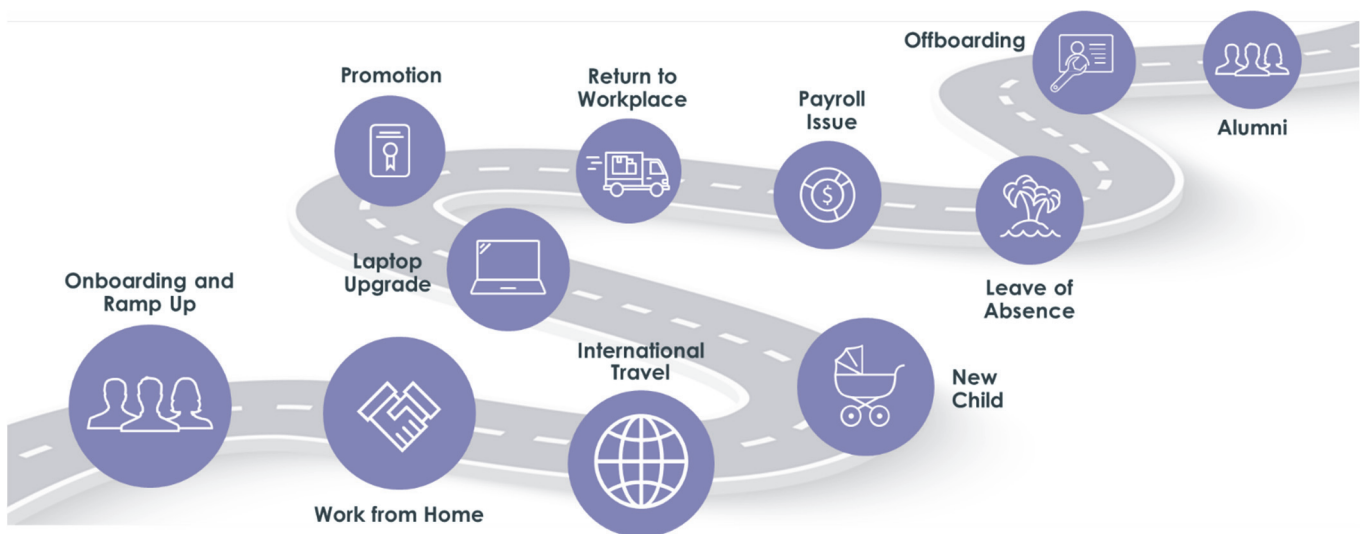 Offboarding
Promotion
Return to
Workplace
Payroll
Issue
Alumni
Laptop
Upgrade
Onboarding and
Ramp Up
Leave of
Absence
International
Travel
New
Child
Work from Home
$